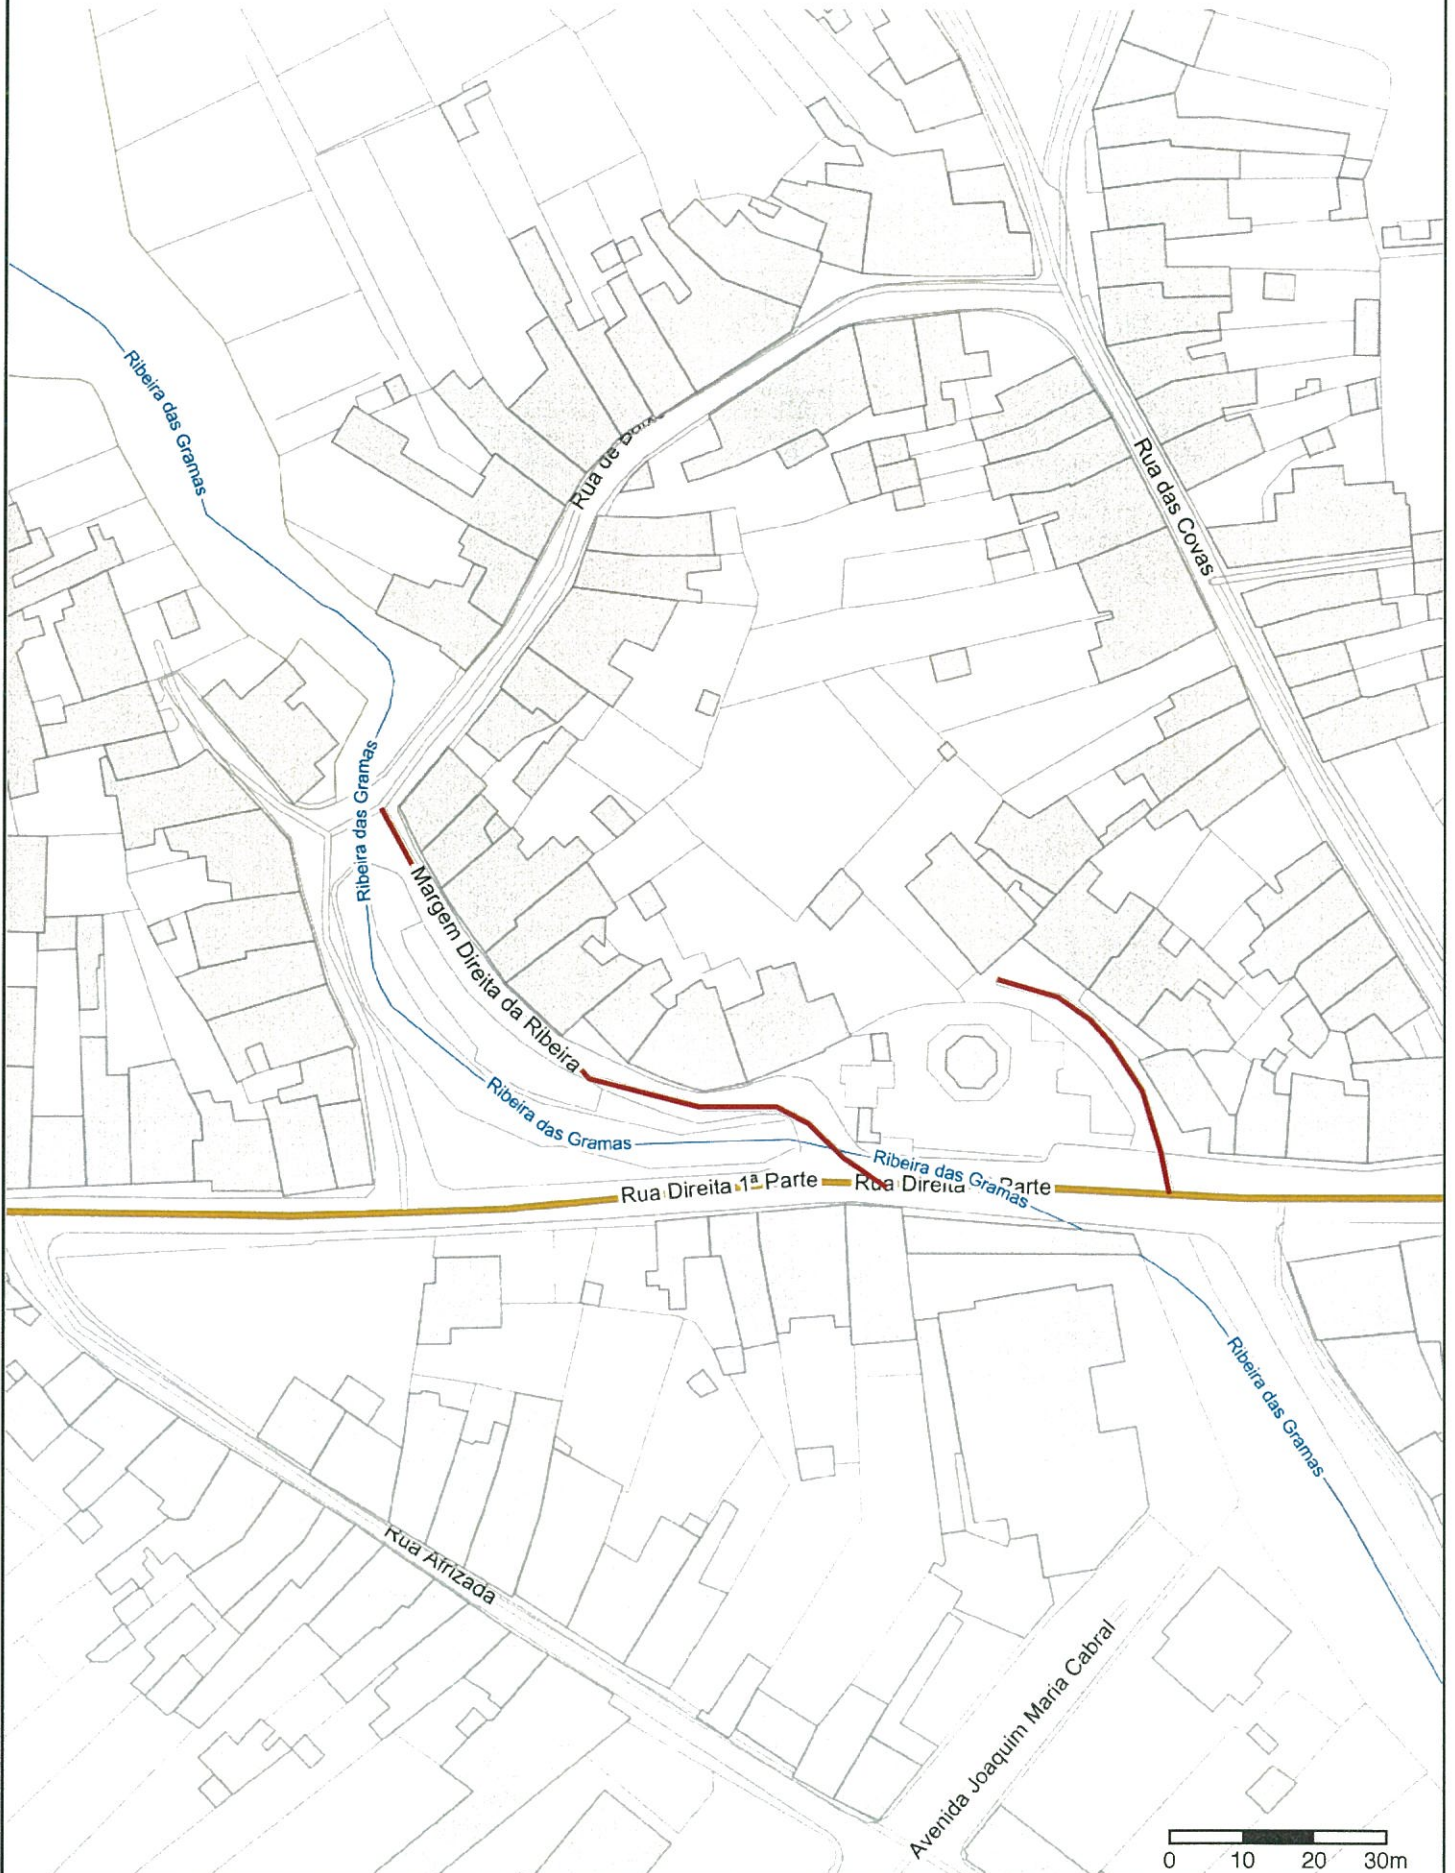 Ribeira das Gramas
Rua de
Rua das Covas
Ribeira das Gramas
Margem Direita da Ribeira
Ribeira das Gramas
Ribeira das Gramas
Rua Direita 1ª Parte
Rua Direita Parte
Ribeira das Gramas
Rua Afrizada
Avenida Joaquim Maria Cabral
0 10 20 30m